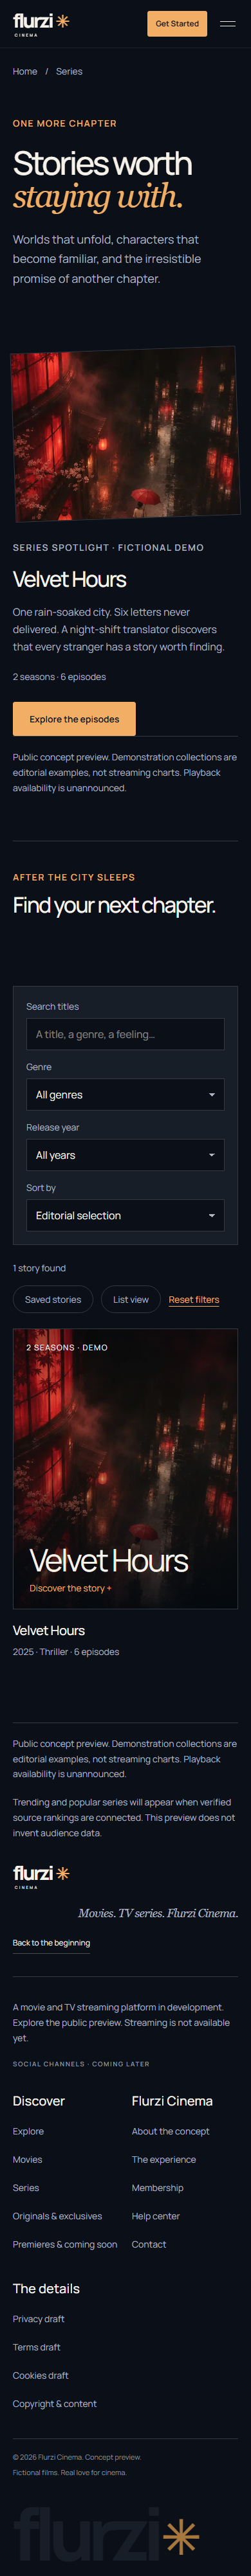 flurzi
CINEMA
Get Started
Home / Series
ONE MORE CHAPTER
Stories worth
staying with.
Worlds that unfold, characters that
become familiar, and the irresistible
promise of another chapter.
SERIES SPOTLIGHT · FICTIONAL DEMO
Velvet Hours
One rain-soaked city. Six letters never
delivered. A night-shift translator discovers
that every stranger has a story worth finding.
2 seasons · 6 episodes
Explore the episodes
Public concept preview. Demonstration collections are
editorial examples, not streaming charts. Playback
availability is unannounced.
AFTER THE CITY SLEEPS
Find your next chapter.
Search titles
A title, a genre, a feeling…
Genre
All genres
Release year
All years
Sort by
Editorial selection
1 story found
Saved stories
List view
Reset filters
2 SEASONS · DEMO
Velvet Hours
Discover the story +
Velvet Hours
2025 · Thriller · 6 episodes
Public concept preview. Demonstration collections are
editorial examples, not streaming charts. Playback
availability is unannounced.
Trending and popular series will appear when verified
source rankings are connected. This preview does not
invent audience data.
flurzi
CINEMA
Movies. TV series. Flurzi Cinema.
Back to the beginning
A movie and TV streaming platform in development.
Explore the public preview. Streaming is not available
yet.
SOCIAL CHANNELS · COMING LATER
Discover
Explore
Movies
Series
Originals & exclusives
Premieres & coming soon
Flurzi Cinema
About the concept
The experience
Membership
Help center
Contact
The details
Privacy draft
Terms draft
Cookies draft
Copyright & content
© 2026 Flurzi Cinema. Concept preview.
Fictional films. Real love for cinema.
flurzi